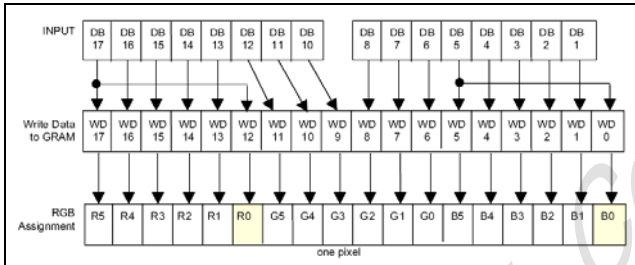 INPUT DB 17 DB 16 DB 15 DB 14 DB 13 DB 12 DB 11 DB 10 DB 8 DB 7 DB 6 DB 5 DB 4 DB 3 DB 2 DB 1
Write Data to GRAM WD 17 WD 16 WD 15 WD 14 WD 13 WD 12 WD 11 WD 10 WD 9 WD 8 WD 7 WD 6 WD 5 WD 4 WD 3 WD 2 WD 1 WD 0
RGB Assignment R5 R4 R3 R2 R1 R0 G5 G4 G3 G2 G1 G0 B5 B4 B3 B2 B1 B0
one pixel